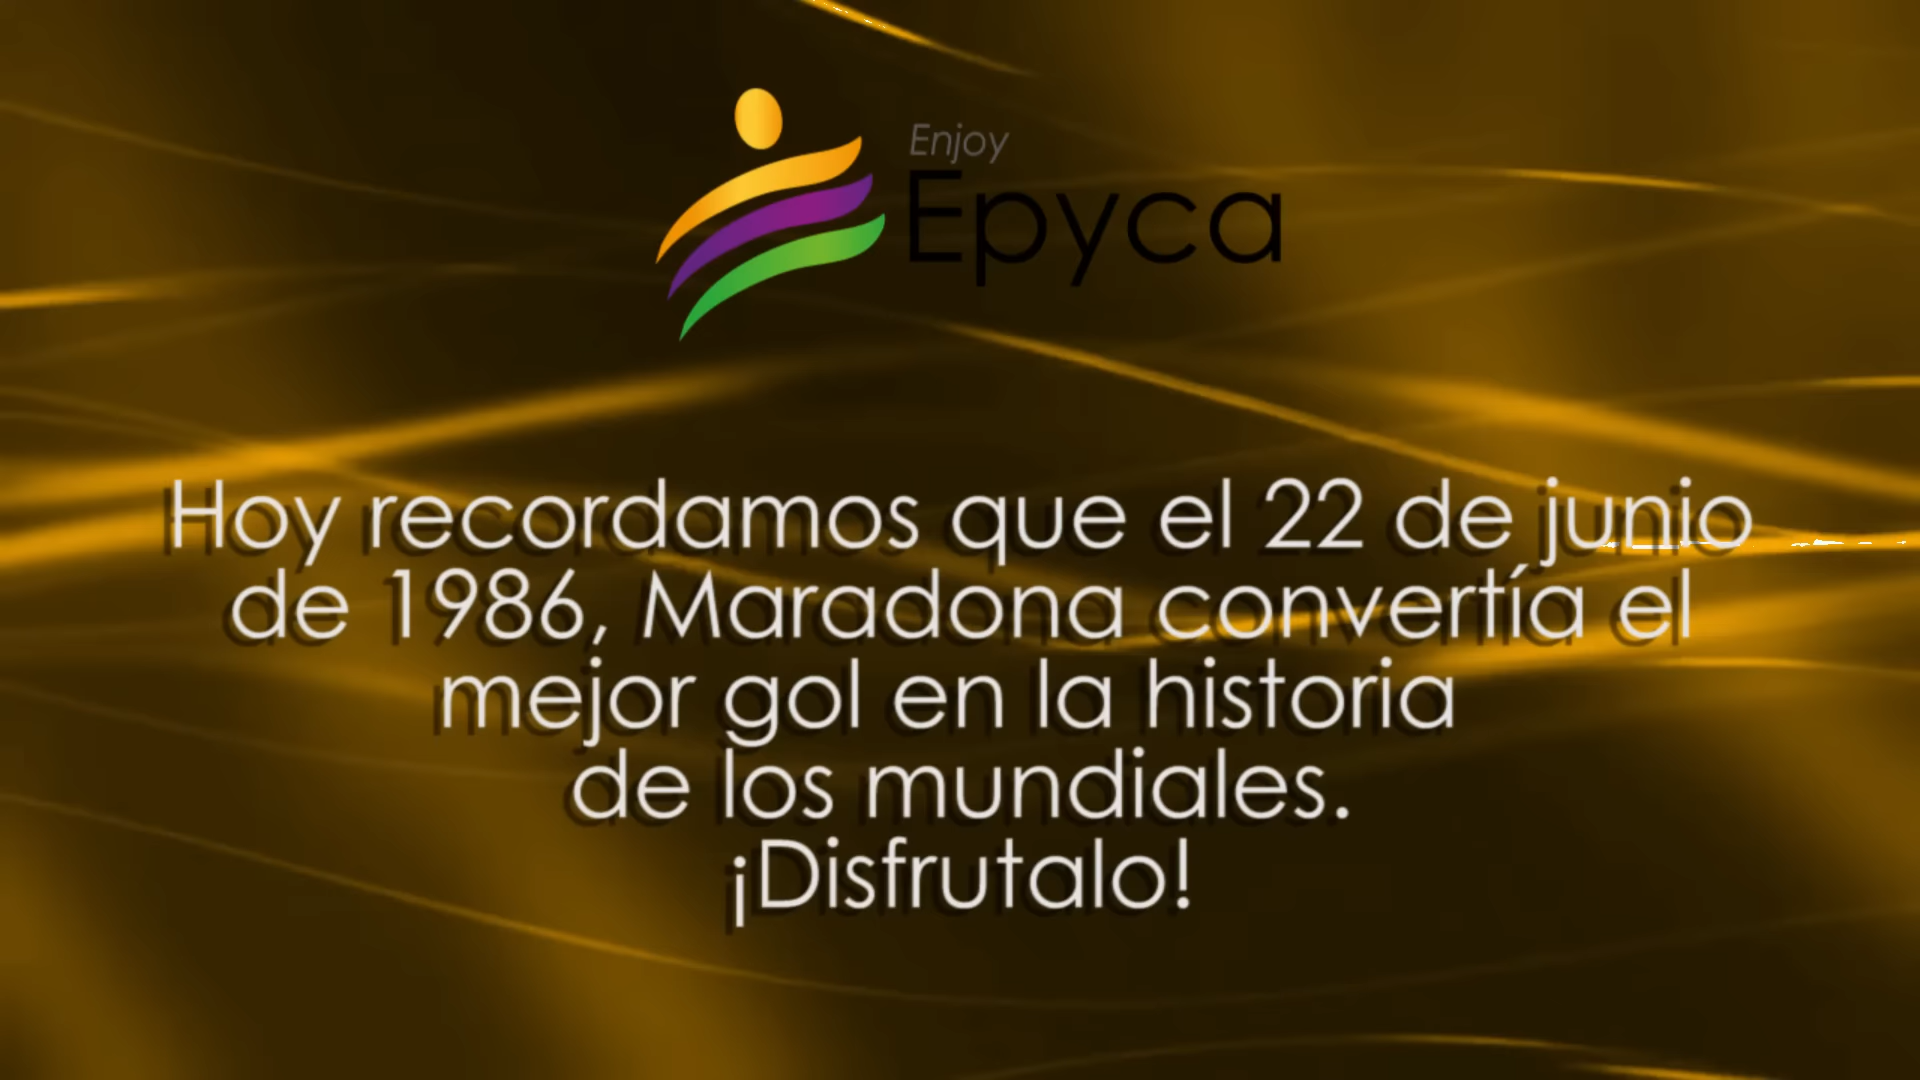 Enjoy
Epyca
Hoy recordamos que el 22 de junio
de 1986, Maradona convertía el
mejor gol en la historia
de los mundiales.
¡Disfrutalo!